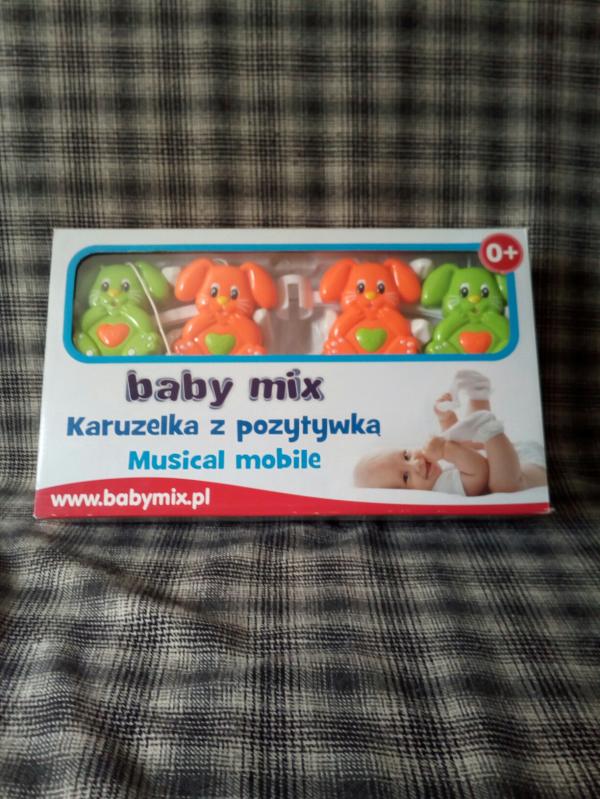 0+
baby mix
Karuzelka z pozytywką
Musical mobile
www.babymix.pl